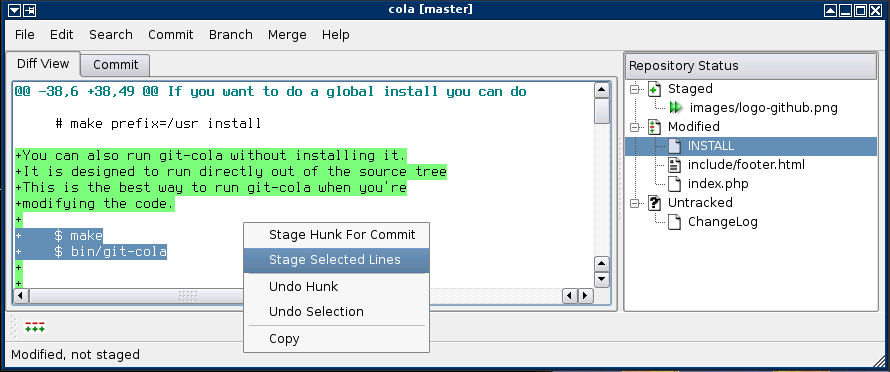 cola [master]
File Edit Search Commit Branch Merge Help
Diff View Commit
@@ -38,6 +38,49 @@ If you want to do a global install you can do
# make prefix=/usr install
+You can also run git-cola without installing it.
+It is designed to run directly out of the source tree
+This is the best way to run git-cola when you're
+modifying the code.
+
+ $ make
+ $ bin/git-cola
+
+
Stage Hunk For Commit
Stage Selected Lines
Undo Hunk
Undo Selection
Copy
Repository Status
Staged
images/logo-github.png
Modified
INSTALL
include/footer.html
index.php
Untracked
ChangeLog
Modified, not staged